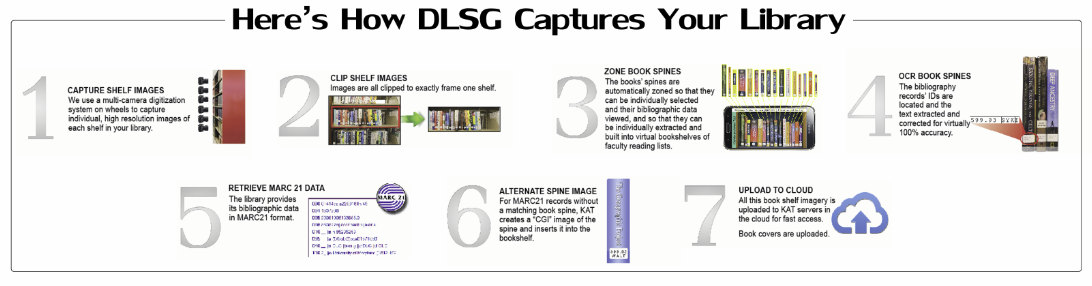 Here's How DLSG Captures Your Library
1
CAPTURE SHELF IMAGES
We use a multi-camera digitization
system on wheels to capture
individual, high resolution images of
each shelf in your library.
2
CLIP SHELF IMAGES
Images are all clipped to exactly frame one shelf.
3
ZONE BOOK SPINES
The books' spines are
automatically zoned so that they
can be individually selected
and their bibliographic data
viewed, and so that they can
be individually extracted and
built into virtual bookshelves of
faculty reading lists.
4
OCR BOOK SPINES
The bibliography
records' IDs are
located and the
text extracted and
corrected for virtually
100% accuracy.
DEEP ANCESTRY
5
RETRIEVE MARC 21 DATA
The library provides
its bibliographic data
in MARC21 format.
MARC 21
6
ALTERNATE SPINE IMAGE
For MARC21 records without
a matching book spine, KAT
creates a "CGI" image of the
spine and inserts it into the
bookshelf.
7
UPLOAD TO CLOUD
All this book shelf imagery is
uploaded to KAT servers in
the cloud for fast access.
Book covers are uploaded.